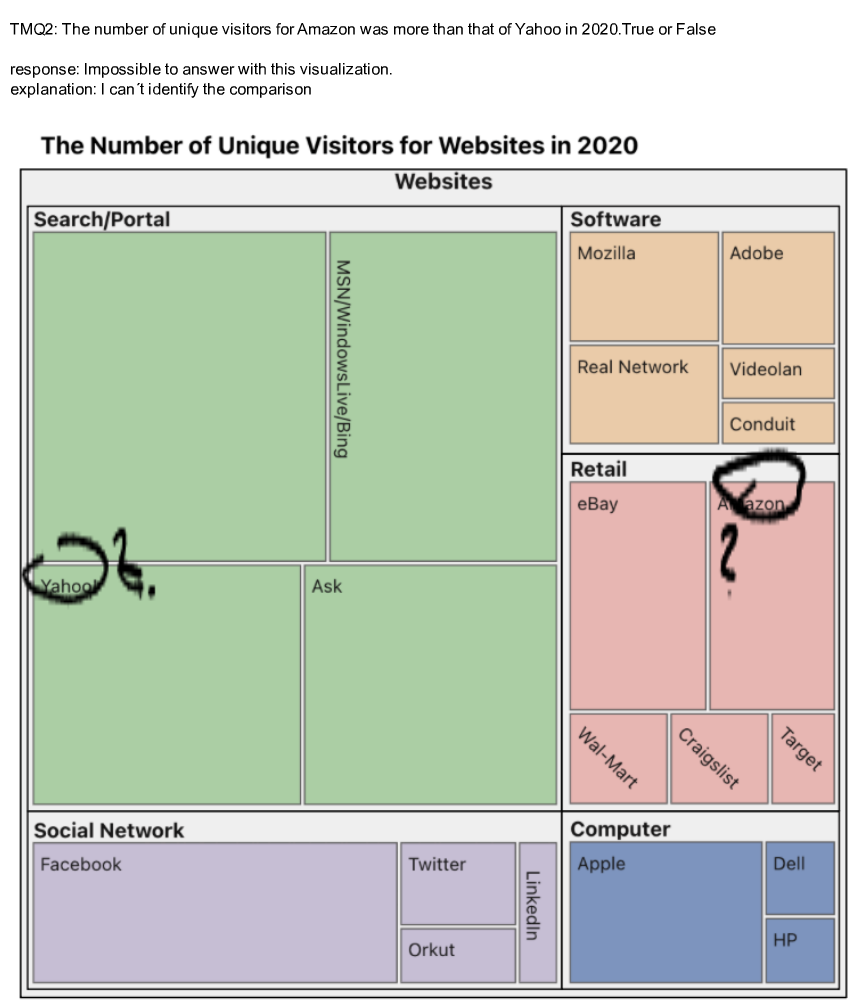 TMQ2: The number of unique visitors for Amazon was more than that of Yahoo in 2020.True or False
response: Impossible to answer with this visualization.
explanation: I can´t identify the comparison
The Number of Unique Visitors for Websites in 2020
Websites
Search/Portal
MSN/WindowsLive/Bing
Yahoo!
Ask
Software
Mozilla
Adobe
Real Network
Videolan
Conduit
Retail
eBay
Amazon
?
Wal-Mart
Craigslist
Target
Social Network
Facebook
Twitter
Orkut
LinkedIn
Computer
Apple
Dell
HP